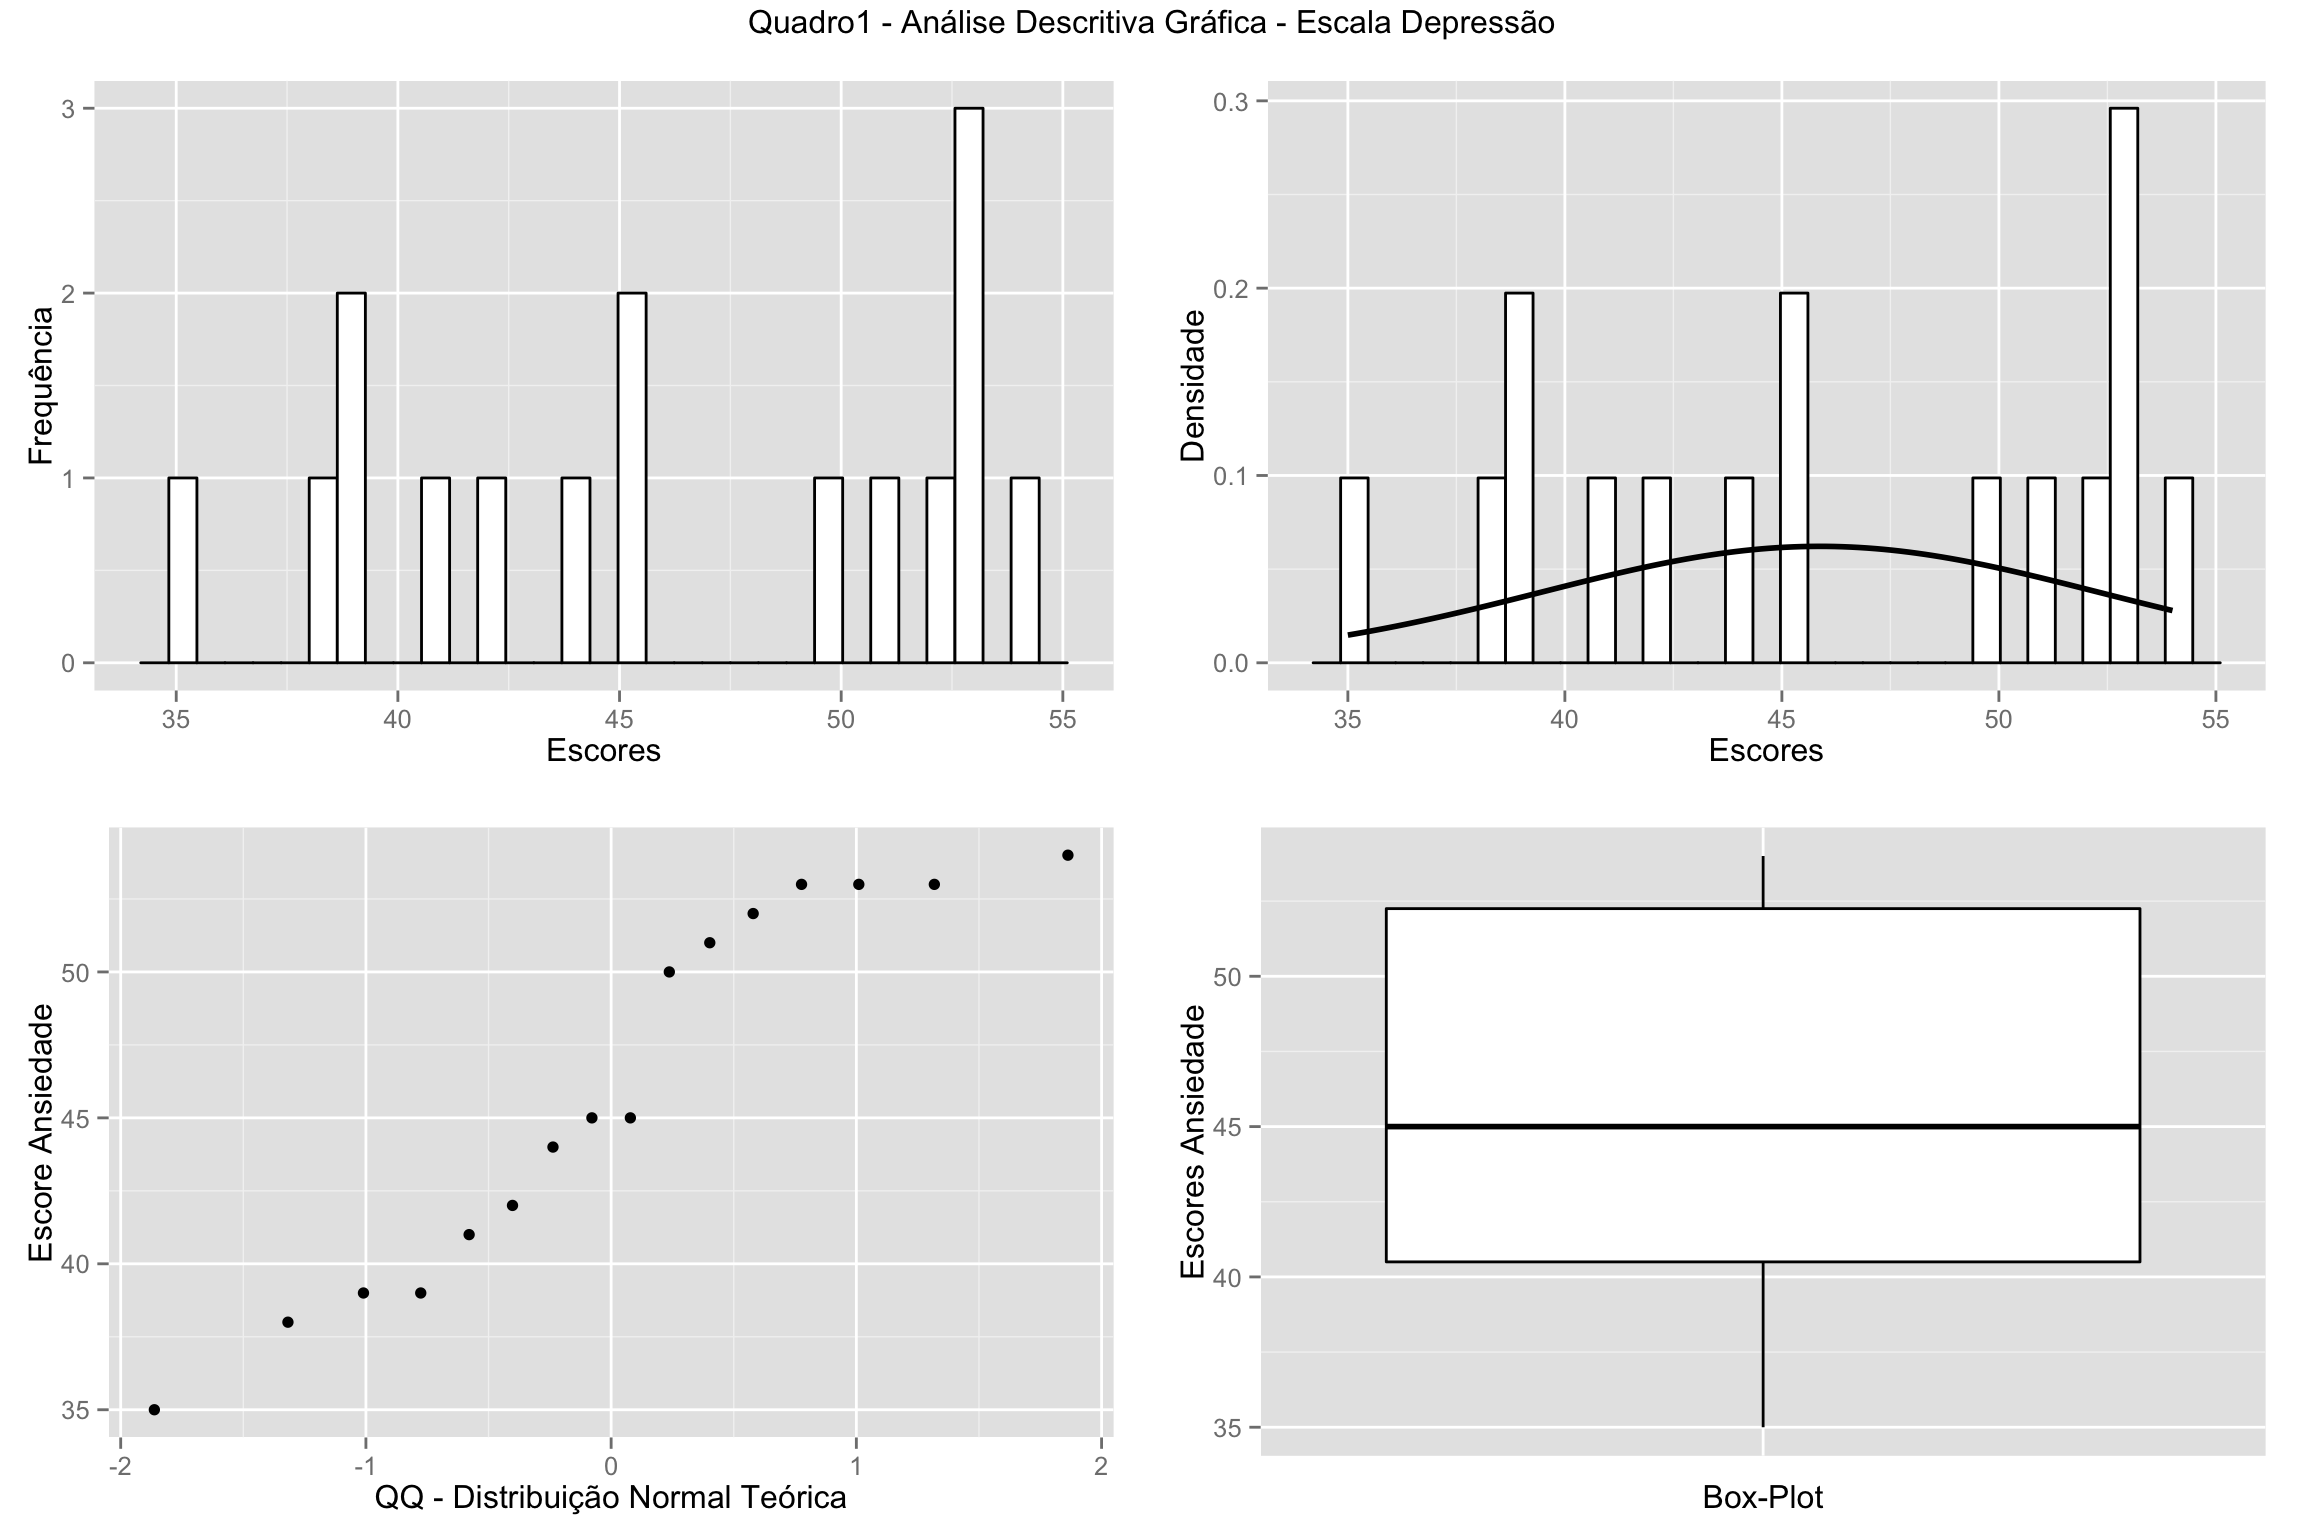 Quadro1 - Análise Descritiva Gráfica - Escala Depressão
Frequência
3
2
1
0
35 40 45 50 55
Escores
Densidade
0.3
0.2
0.1
0.0
35 40 45 50 55
Escores
Escore Ansiedade
50
45
40
35
-2 -1 0 1 2
QQ - Distribuição Normal Teórica
Escores Ansiedade
50
45
40
35
Box-Plot